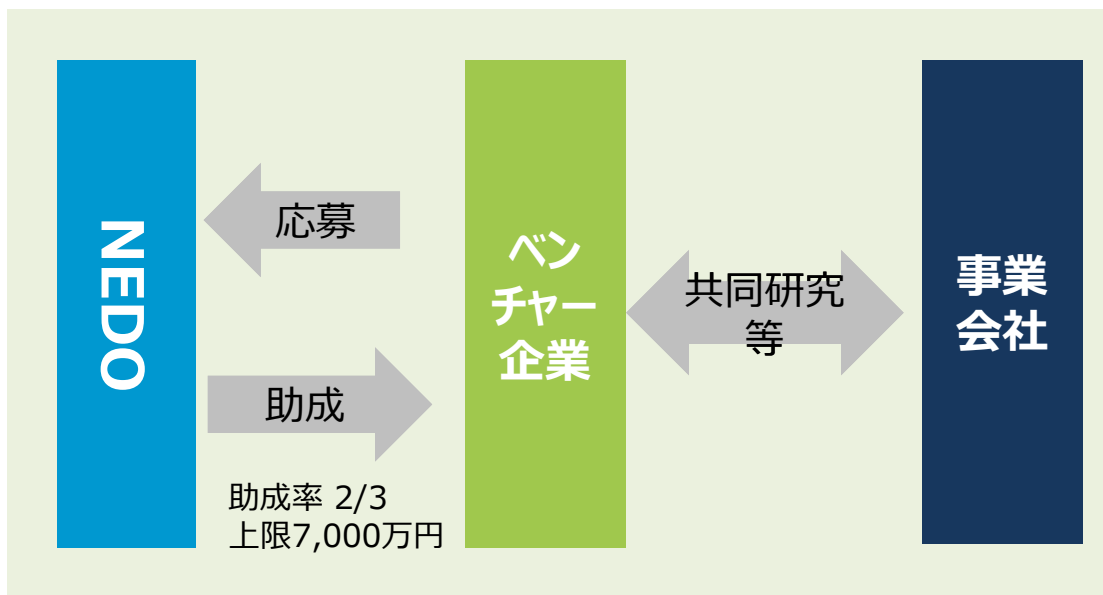 NEDO
応募
助成
助成率 2/3
上限7,000万円
ベン
チャー
企業
共同研究
等
事業
会社